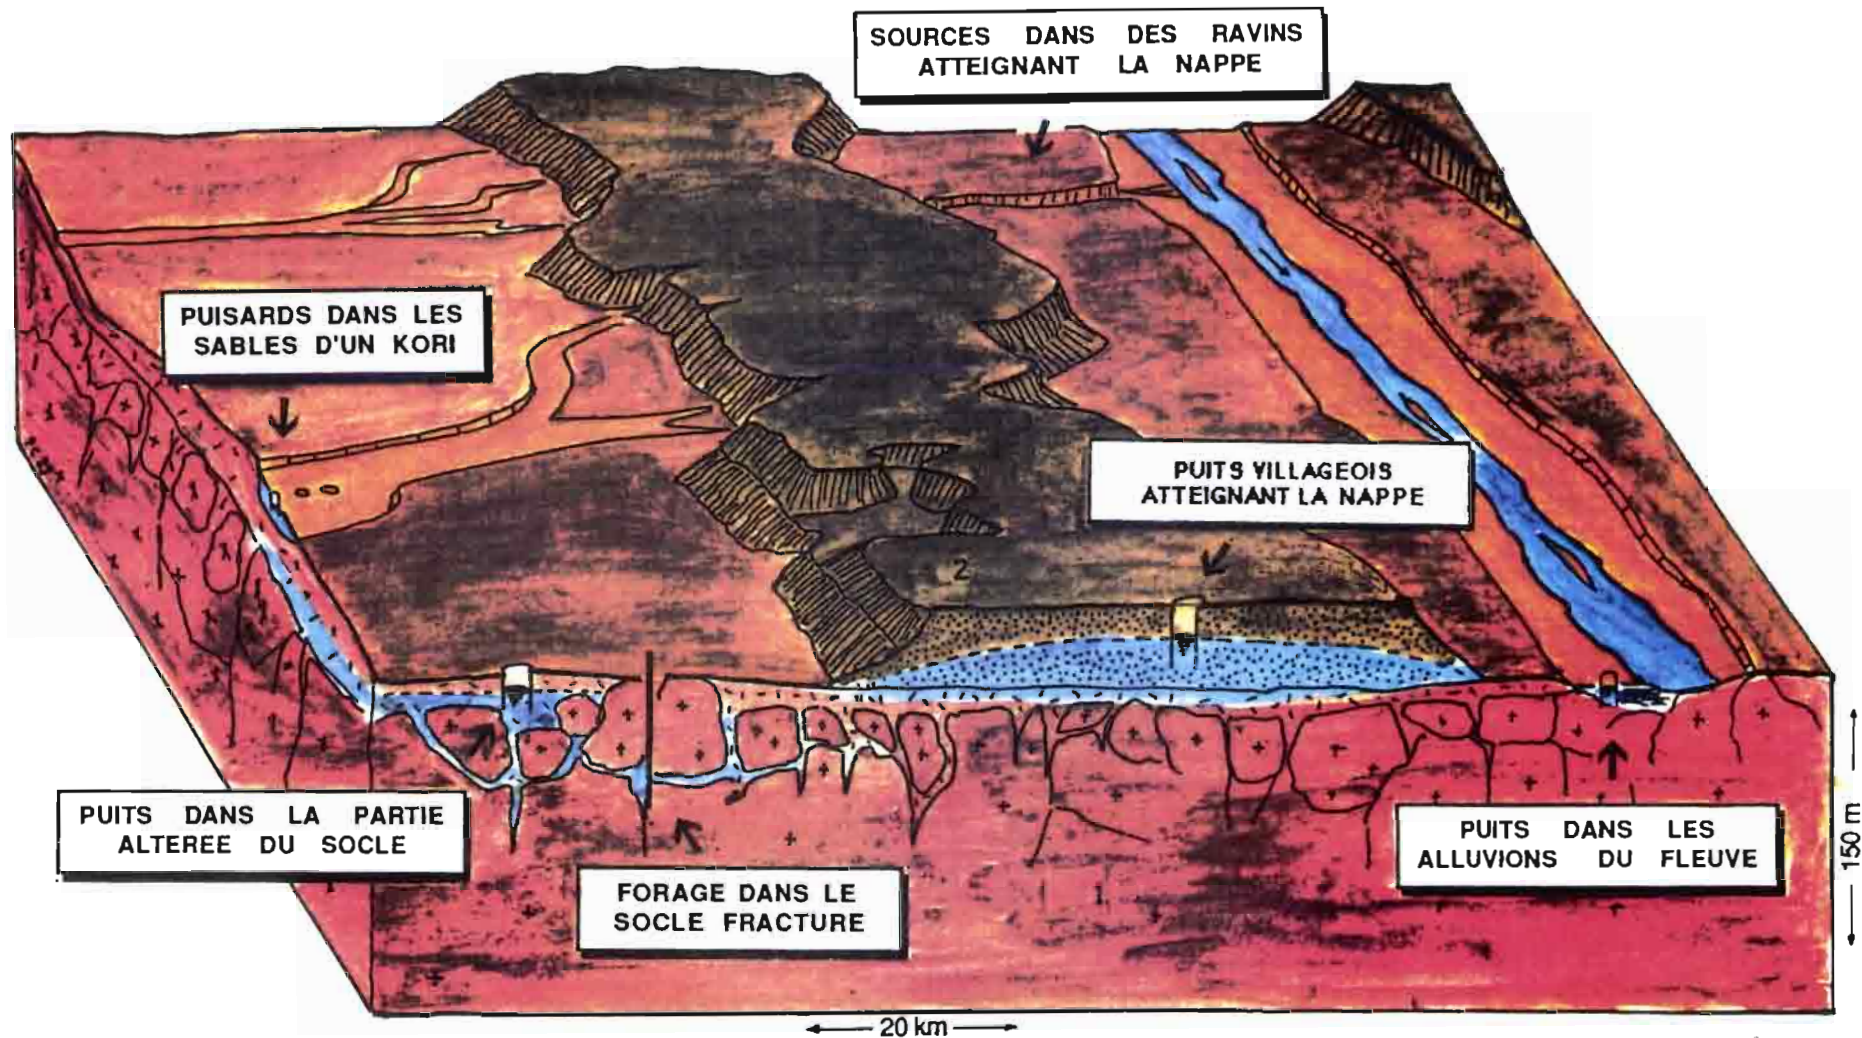 SOURCES DANS DES RAVINS
ATTEIGNANT LA NAPPE
PUISARDS DANS LES
SABLES D'UN KORI
PUITS VILLAGEOIS
ATTEIGNANT LA NAPPE
2
PUITS DANS LA PARTIE
ALTEREE DU SOCLE
FORAGE DANS LE
SOCLE FRACTURE
1
PUITS DANS LES
ALLUVIONS DU FLEUVE
150 m
20 km